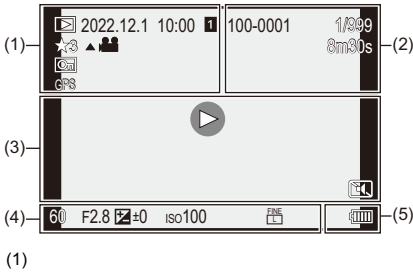 2022.12.1 10:00 1 100-0001 1/999
(1) (2)
3 8m30s
GPS
(3)
(4) 60 F2.8 ±0 ISO100 FINE L (5)
(1)